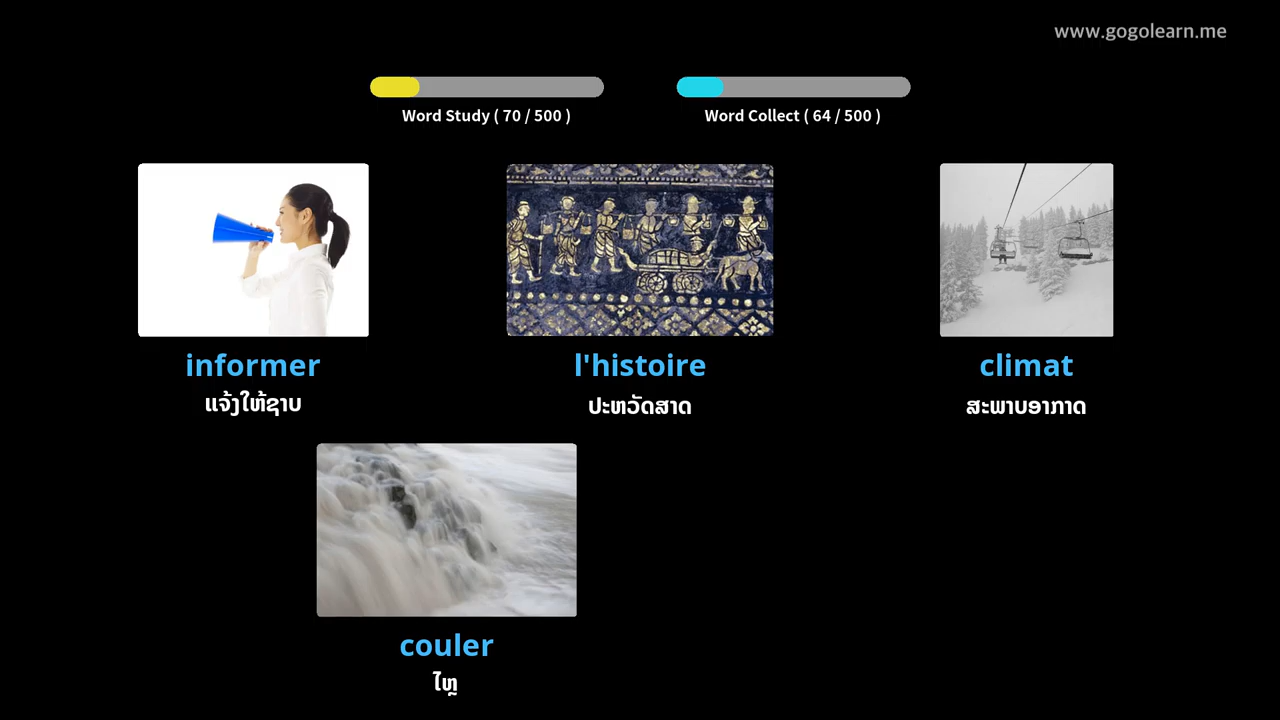 www.gogolearn.me
Word Study ( 70 / 500 )
Word Collect ( 64 / 500 )
informer
ແຈ້ງໃຫ້ຊາບ
l'histoire
ປະຫວັດສາດ
climat
ສະພາບອາກາດ
couler
ໄຫຼ